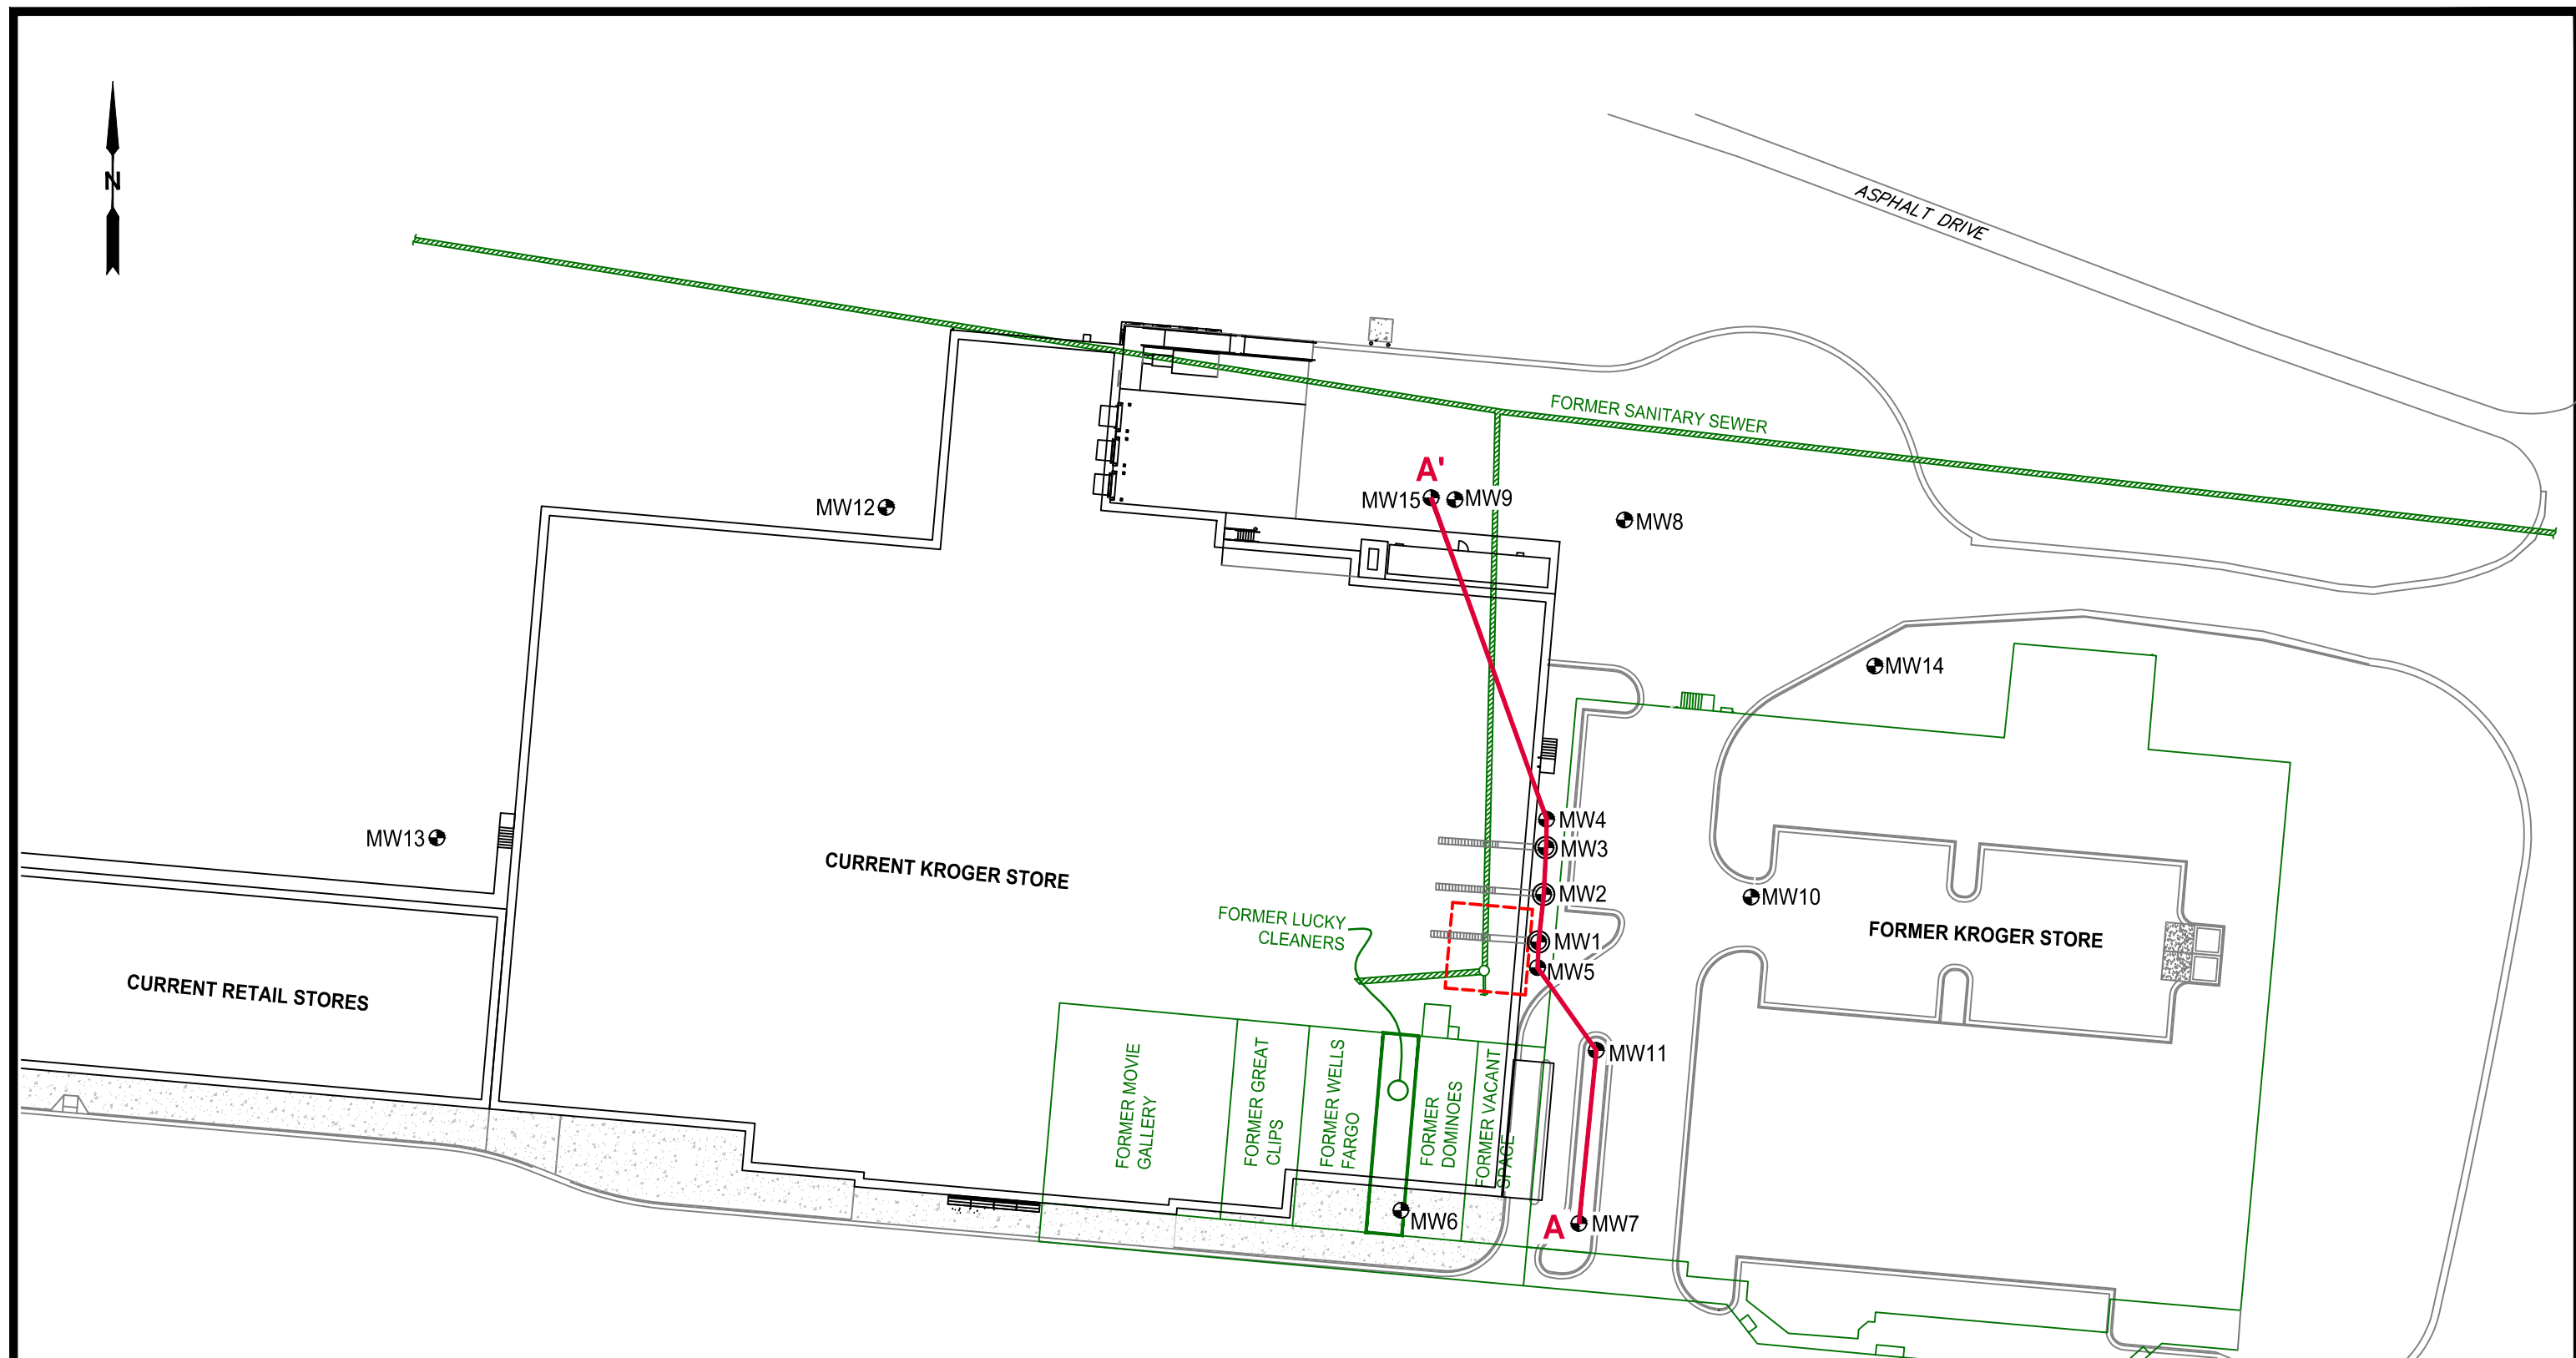 N
ASPHALT DRIVE
FORMER SANITARY SEWER
A'
MW15
MW9
MW12
MW8
MW14
MW4
MW13
MW3
CURRENT KROGER STORE
MW2
MW10
FORMER LUCKY
CLEANERS
MW1
FORMER KROGER STORE
MW5
CURRENT RETAIL STORES
MW11
FORMER MOVIE
GALLERY
FORMER GREAT
CLIPS
FORMER WELLS
FARGO
FORMER
DOMINOES
FORMER VACANT
SPACE
MW6
A
MW7